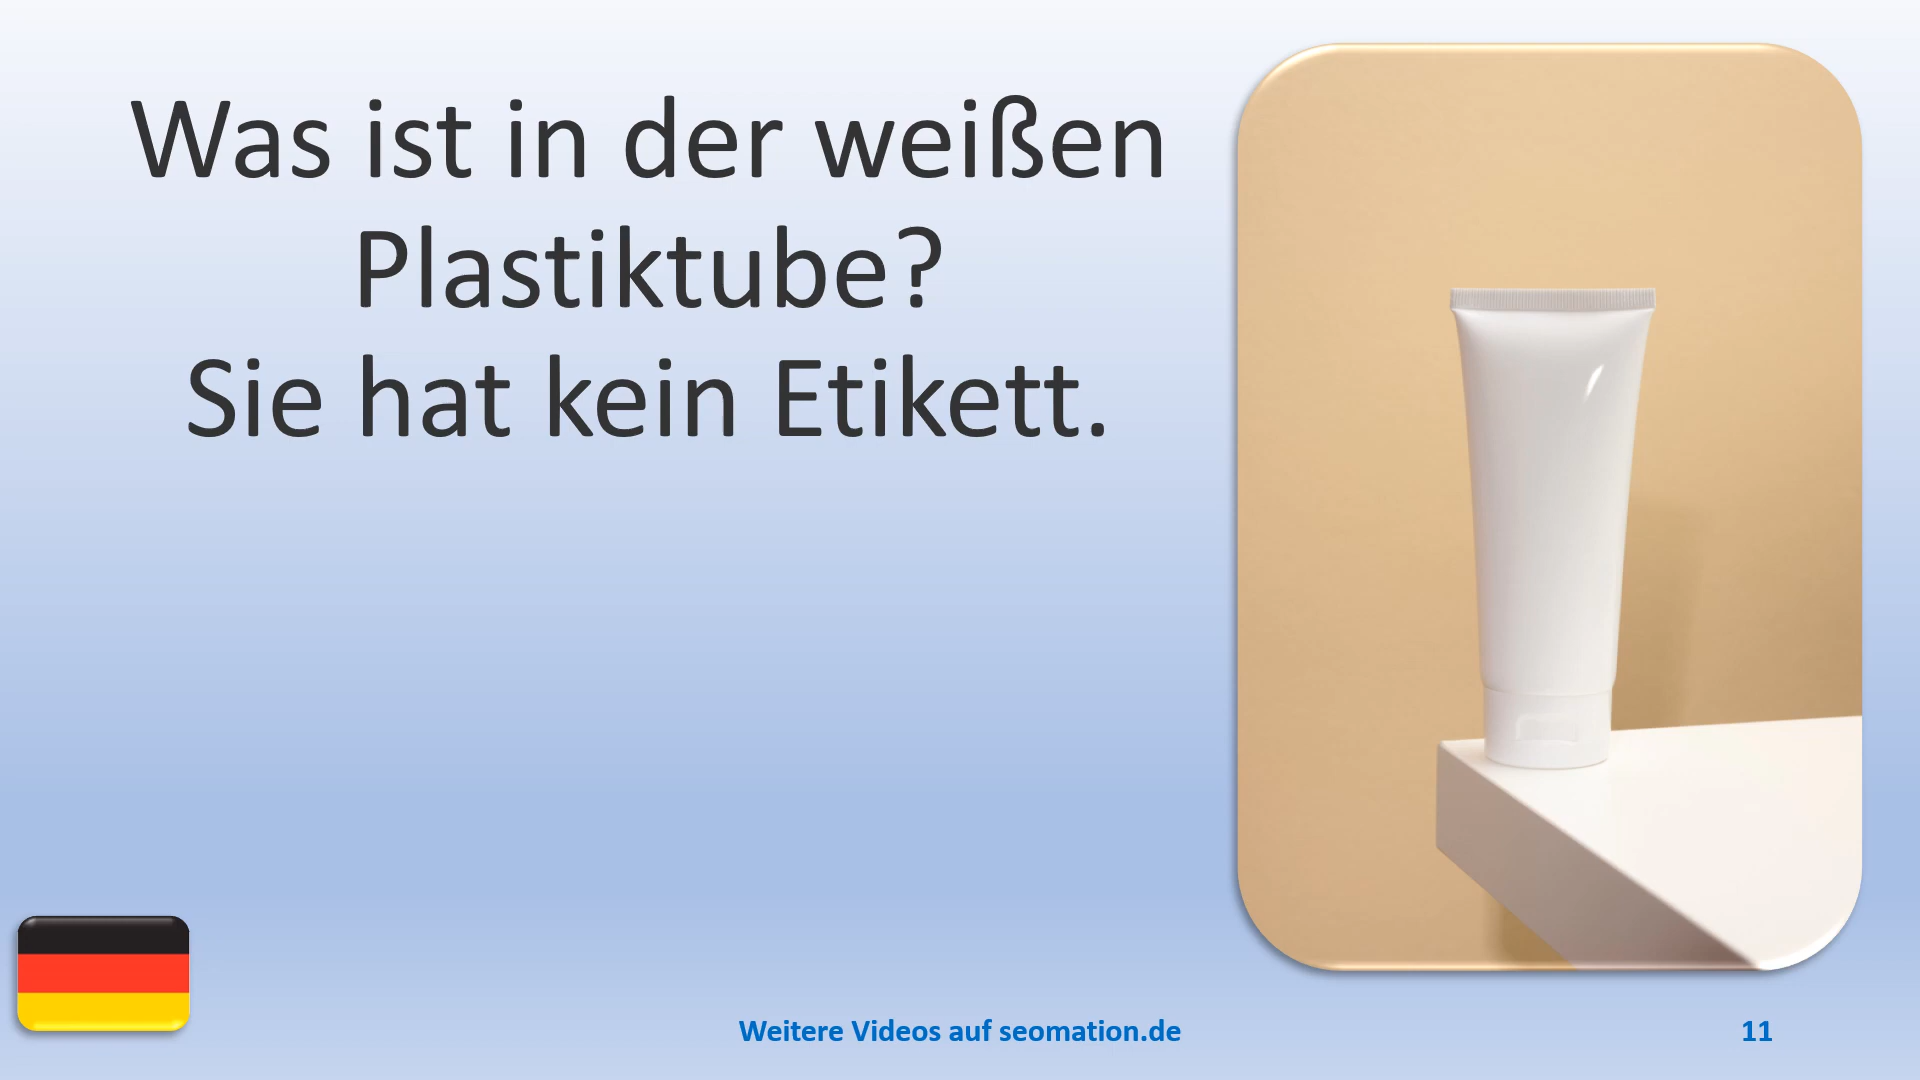 Was ist in der weißen
Plastiktube?
Sie hat kein Etikett.
Weitere Videos auf seomation.de
11